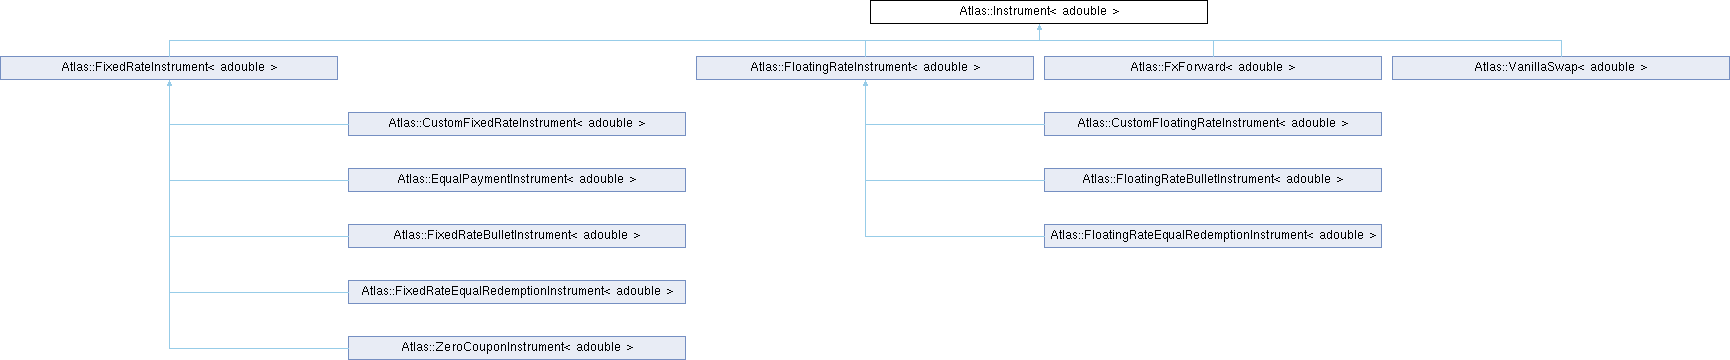 Atlas::Instrument< adouble >
Atlas::FixedRateInstrument< adouble >
Atlas::FloatingRateInstrument< adouble >
Atlas::FxForward< adouble >
Atlas::VanillaSwap< adouble >
Atlas::CustomFixedRateInstrument< adouble >
Atlas::CustomFloatingRateInstrument< adouble >
Atlas::EqualPaymentInstrument< adouble >
Atlas::FloatingRateBulletInstrument< adouble >
Atlas::FixedRateBulletInstrument< adouble >
Atlas::FloatingRateEqualRedemptionInstrument< adouble >
Atlas::FixedRateEqualRedemptionInstrument< adouble >
Atlas::ZeroCouponInstrument< adouble >